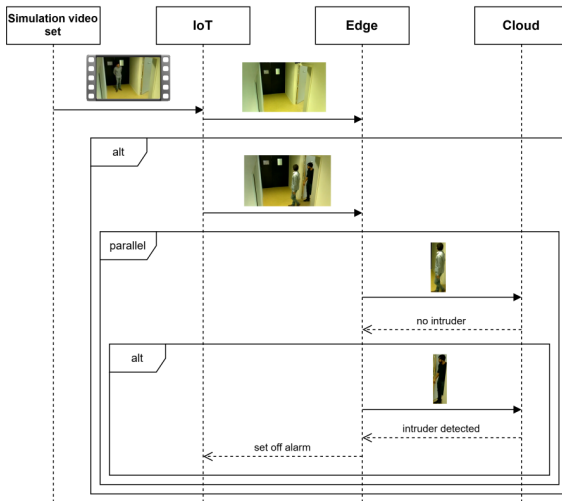 Simulation video
set
IoT
Edge
Cloud
alt
parallel
no intruder
alt
intruder detected
set off alarm